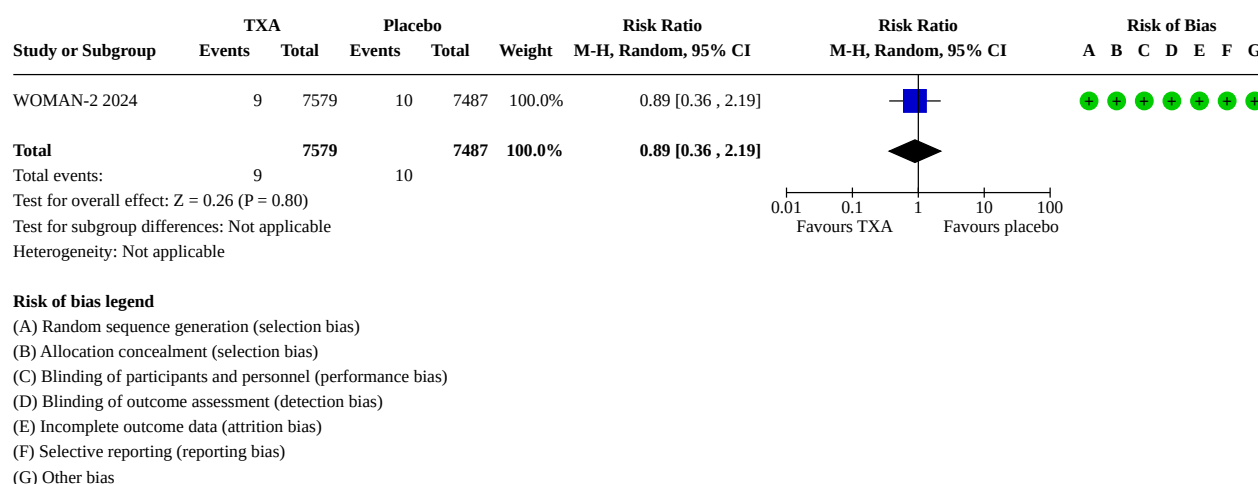 TXA Placebo Risk Ratio Risk Ratio Risk of Bias
Study or Subgroup Events Total Events Total Weight M-H, Random, 95% CI M-H, Random, 95% CI A B C D E F G
WOMAN-2 2024 9 7579 10 7487 100.0% 0.89 [0.36 , 2.19] + + + + + + +
Total 7579 7487 100.0% 0.89 [0.36 , 2.19]
Total events: 9 10
Test for overall effect: Z = 0.26 (P = 0.80)
0.01 0.1 1 10 100
Test for subgroup differences: Not applicable
Favours TXA Favours placebo
Heterogeneity: Not applicable
Risk of bias legend
(A) Random sequence generation (selection bias)
(B) Allocation concealment (selection bias)
(C) Blinding of participants and personnel (performance bias)
(D) Blinding of outcome assessment (detection bias)
(E) Incomplete outcome data (attrition bias)
(F) Selective reporting (reporting bias)
(G) Other bias